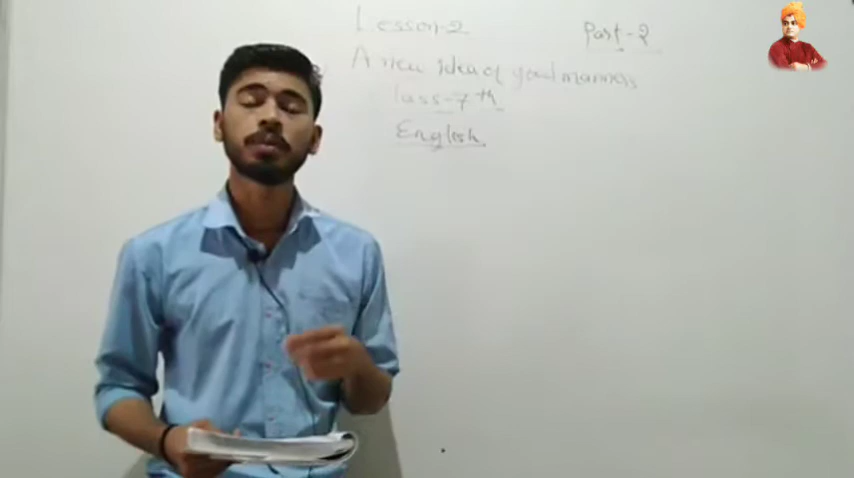 Lesson-2
Part-2
A new idea of good manners
lass-7th
English